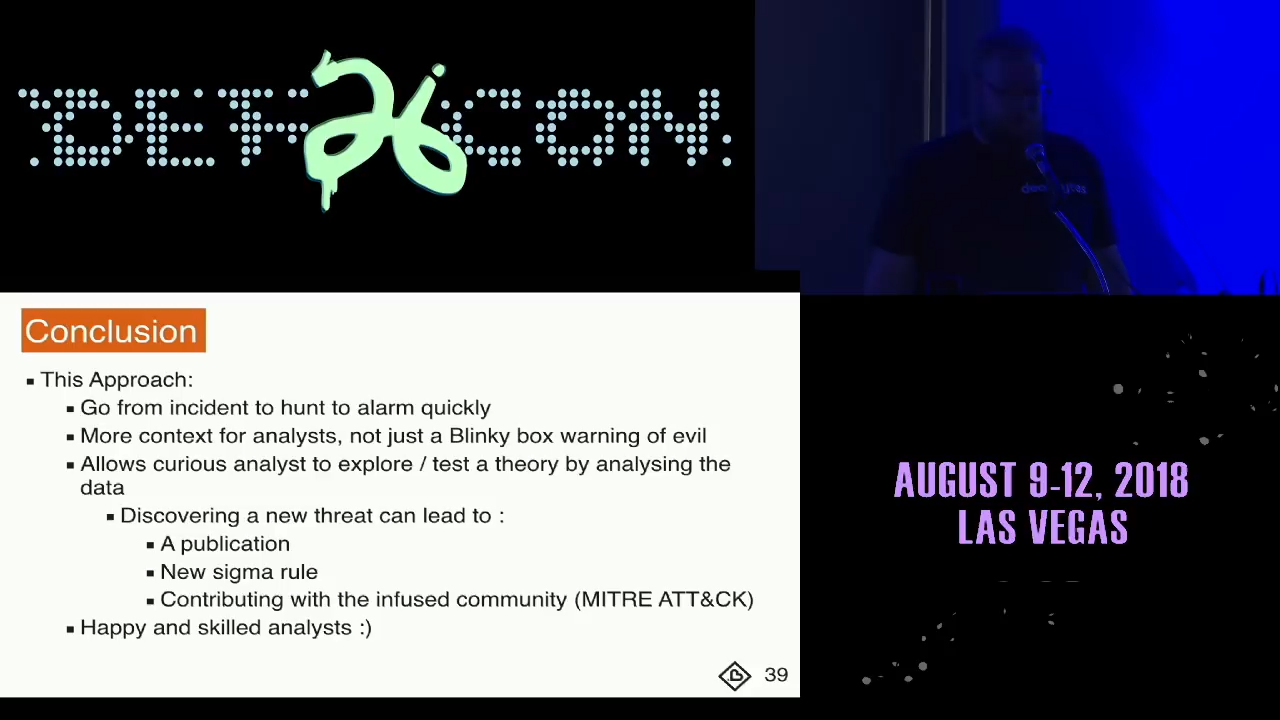 DEF 26 CON
Conclusion
This Approach:
Go from incident to hunt to alarm quickly
More context for analysts, not just a Blinky box warning of evil
Allows curious analyst to explore / test a theory by analysing the
data
Discovering a new threat can lead to :
A publication
New sigma rule
Contributing with the infused community (MITRE ATT&CK)
Happy and skilled analysts :)
39
AUGUST 9-12, 2018
LAS VEGAS